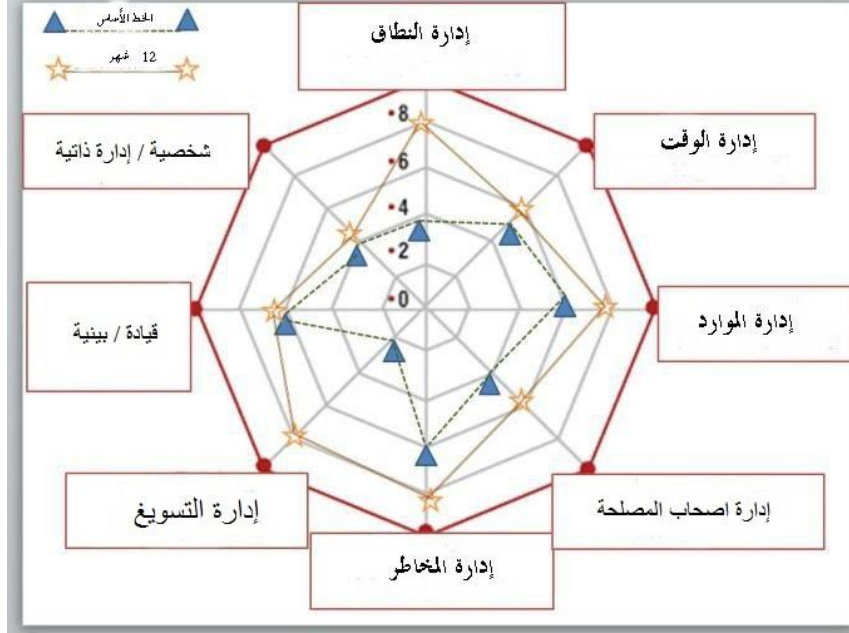 الخط الأساسي
12 شهر
إدارة النطاق
إدارة الوقت
شخصية / إدارة ذاتية
8
6
4
2
0
إدارة الموارد
قيادة / بينية
إدارة اصحاب المصلحة
إدارة التسويغ
إدارة المخاطر